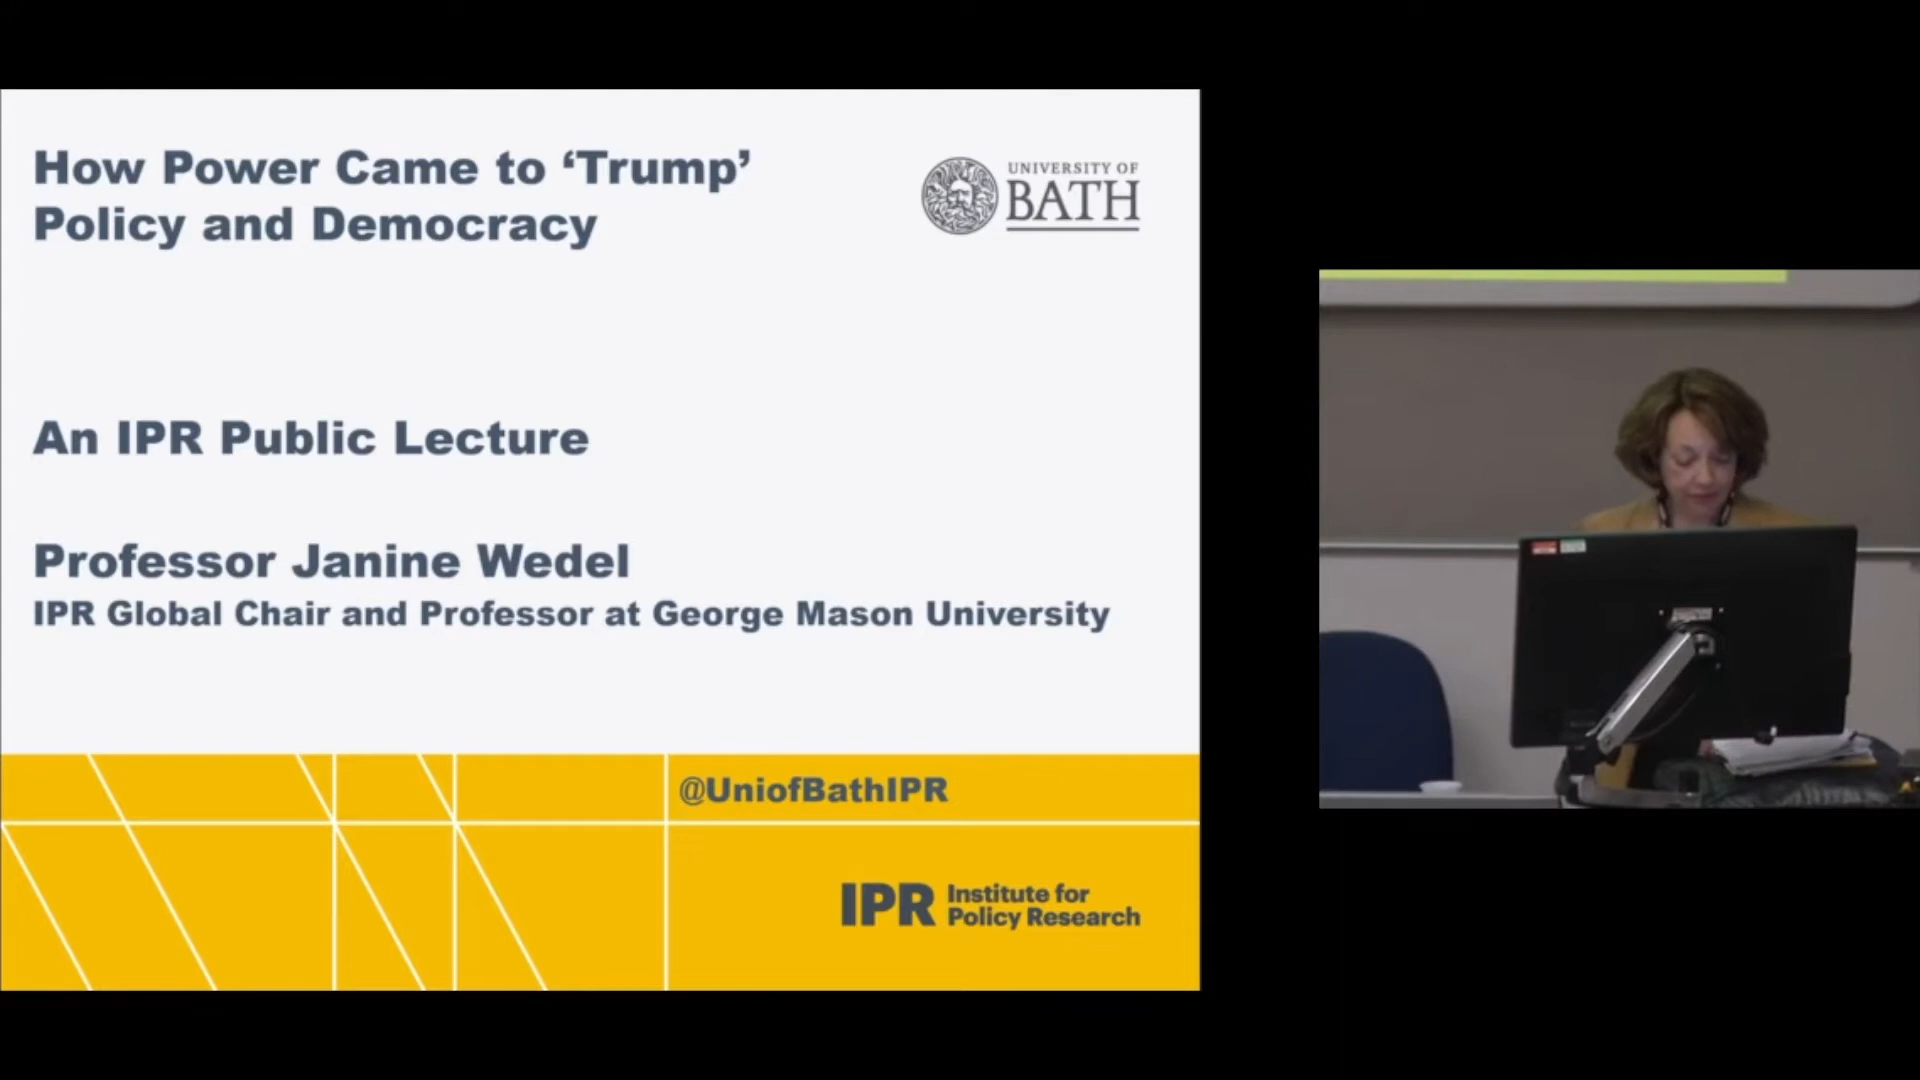 How Power Came to ‘Trump’
Policy and Democracy
UNIVERSITY OF
BATH
An IPR Public Lecture
Professor Janine Wedel
IPR Global Chair and Professor at George Mason University
@UniofBathIPR
IPR Institute for
Policy Research